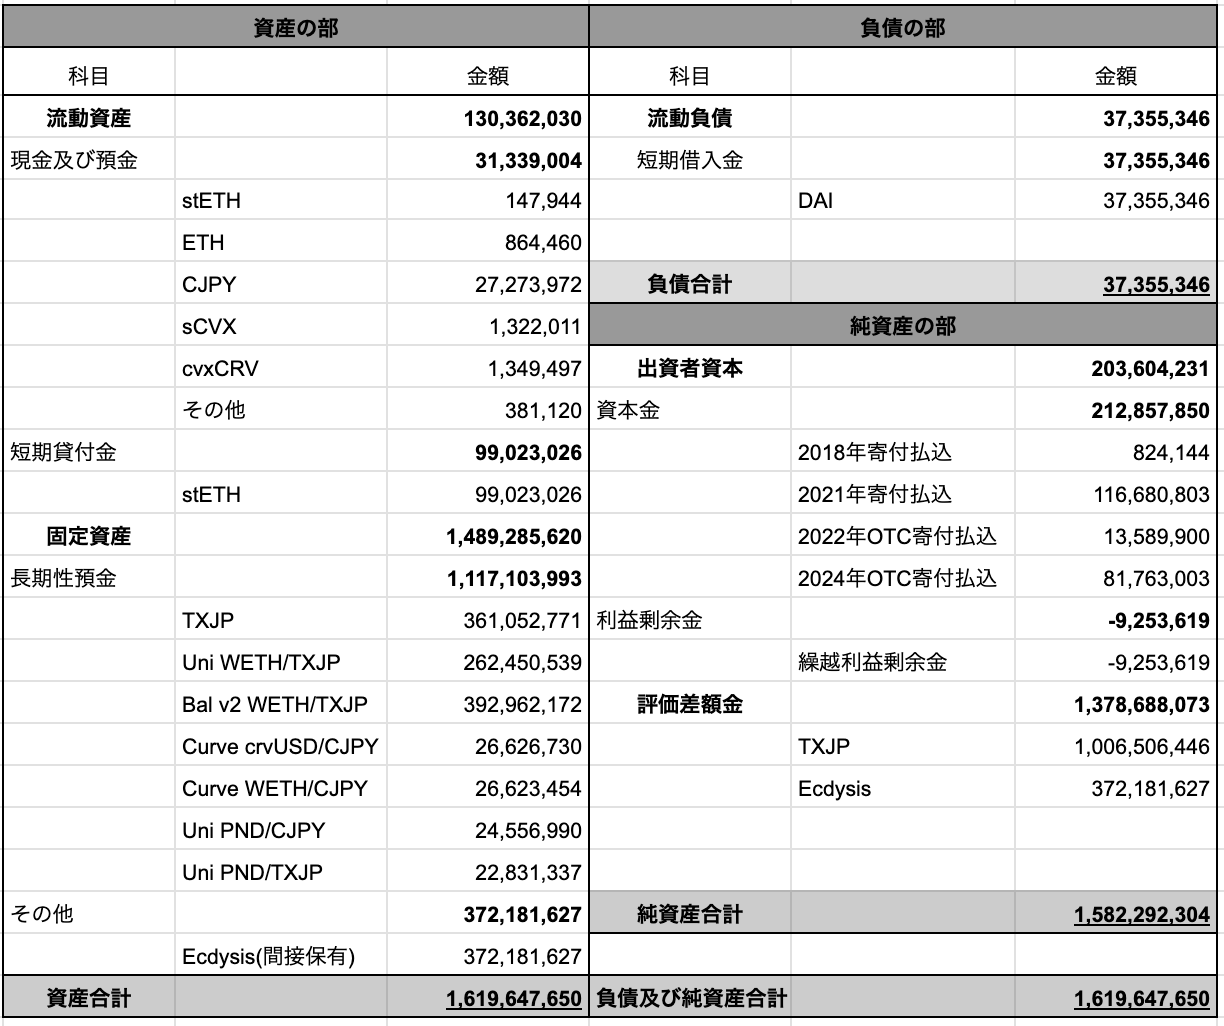 資産の部 負債の部
科目 金額 科目 金額
流動資産 130,362,030 流動負債 37,355,346
現金及び預金 31,339,004 短期借入金 37,355,346
stETH 147,944 DAI 37,355,346
ETH 864,460
CJPY 27,273,972 負債合計 37,355,346
sCVX 1,322,011 純資産の部
cvxCRV 1,349,497 出資者資本 203,604,231
その他 381,120 資本金 212,857,850
短期貸付金 99,023,026 2018年寄付払込 824,144
stETH 99,023,026 2021年寄付払込 116,680,803
固定資産 1,489,285,620 2022年OTC寄付払込 13,589,900
長期性預金 1,117,103,993 2024年OTC寄付払込 81,763,003
TXJP 361,052,771 利益剰余金 -9,253,619
Uni WETH/TXJP 262,450,539 繰越利益剰余金 -9,253,619
Bal v2 WETH/TXJP 392,962,172 評価差額金 1,378,688,073
Curve crvUSD/CJPY 26,626,730 TXJP 1,006,506,446
Curve WETH/CJPY 26,623,454 Ecdysis 372,181,627
Uni PND/CJPY 24,556,990
Uni PND/TXJP 22,831,337
その他 372,181,627 純資産合計 1,582,292,304
Ecdysis(間接保有) 372,181,627
資産合計 1,619,647,650 負債及び純資産合計 1,619,647,650